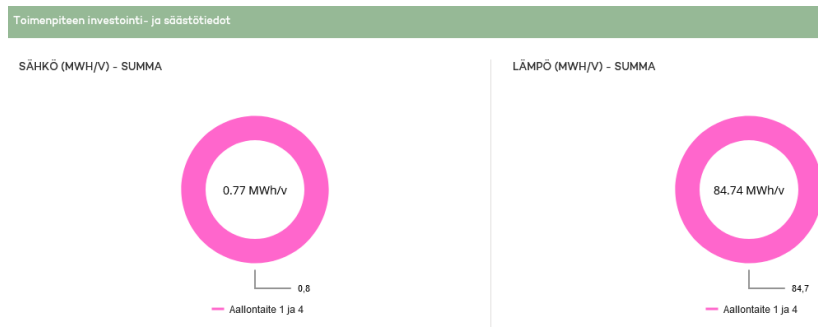 Toimenpiteen investointi- ja säästötiedot
SÄHKÖ (MWH/V) - SUMMA
0.77 MWh/v
0,8
Aallontaite 1 ja 4
LÄMPÖ (MWH/V) - SUMMA
84.74 MWh/v
84,7
Aallontaite 1 ja 4